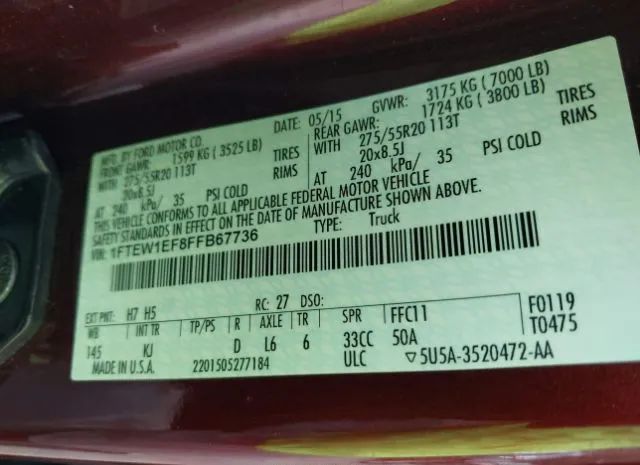 MFD. BY FORD MOTOR CO.
DATE: 05/15 GVWR: 3175 KG (7000 LB)
FRONT GAWR: 1599 KG (3525 LB)
REAR GAWR: 1724 KG (3800 LB)
WITH 275/55R20 113T TIRES
WITH 275/55R20 113T TIRES
20x8.5J RIMS
20x8.5J RIMS
AT 240 kPa/ 35 PSI COLD
AT 240 kPa/ 35 PSI COLD
THIS VEHICLE CONFORMS TO ALL APPLICABLE FEDERAL MOTOR VEHICLE
SAFETY STANDARDS IN EFFECT ON THE DATE OF MANUFACTURE SHOWN ABOVE.
VIN: 1FTEW1EF8FFB67736 TYPE: Truck
EXT PNT: H7 H5 RC: 27 DSO: FFC11 F0119
WB INT TR TP/PS R AXLE TR SPR 50A T0475
145 KJ D L6 6 33CC
MADE IN U.S.A. 2201505277184 ULC ▽5U5A-3520472-AA